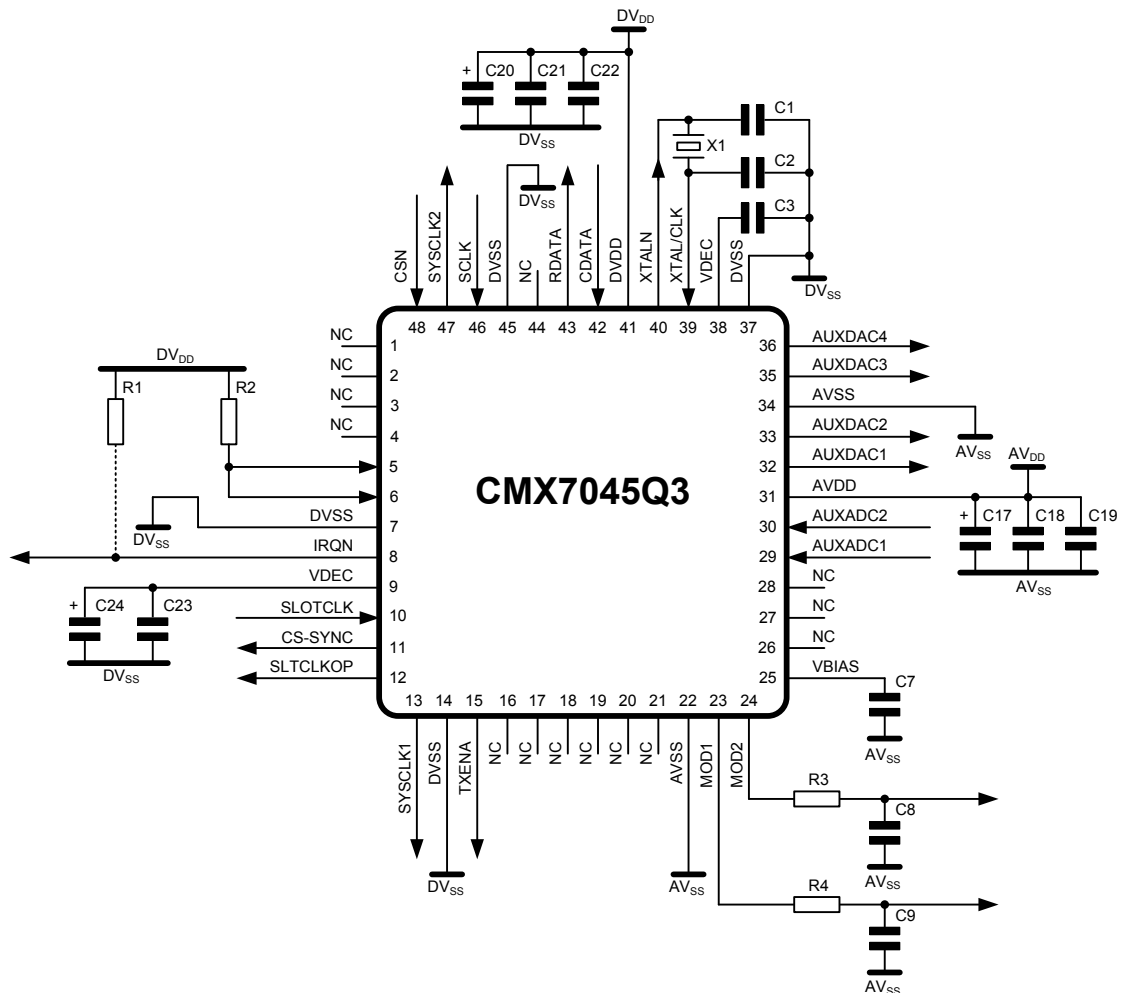 DVDD
+ C20 C21 C22
DVSS
C1
X1
C2
C3
DVSS
DVSS
CSN
SYSCLK2
SCLK
DVSS
NC
RDATA
CDATA
DVDD
XTALN
XTAL/CLK
VDEC
DVSS
48 47 46 45 44 43 42 41 40 39 38 37
DVDD
R1 R2
NC 1
NC 2
NC 3
NC 4
5
6
DVSS 7
DVSS
IRQN 8
VDEC 9
+ C24 C23
DVSS
SLOTCLK 10
CS-SYNC 11
SLTCLKOP 12
CMX7045Q3
36 AUXDAC4
35 AUXDAC3
34 AVSS
AVSS
33 AUXDAC2
32 AUXDAC1
AVDD
31 AVDD
30 AUXADC2
29 AUXADC1
+ C17 C18 C19
AVSS
28 NC
27 NC
26 NC
25 VBIAS
C7
AVSS
13 14 15 16 17 18 19 20 21 22 23 24
SYSCLK1
DVSS
TXENA
NC
NC
NC
NC
NC
NC
AVSS
MOD1
MOD2
DVSS
AVSS
R3
C8
AVSS
R4
C9
AVSS